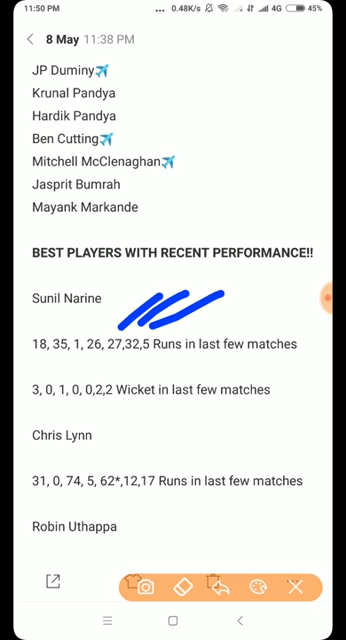 11:50 PM
... 0.48K/s 4G 45%
8 May 11:38 PM
JP Duminy✈️
Krunal Pandya
Hardik Pandya
Ben Cutting✈️
Mitchell McClenaghan✈️
Jasprit Bumrah
Mayank Markande
BEST PLAYERS WITH RECENT PERFORMANCE!!
Sunil Narine
18, 35, 1, 26, 27,32,5 Runs in last few matches
3, 0, 1, 0, 0,2,2 Wicket in last few matches
Chris Lynn
31, 0, 74, 5, 62*,12,17 Runs in last few matches
Robin Uthappa